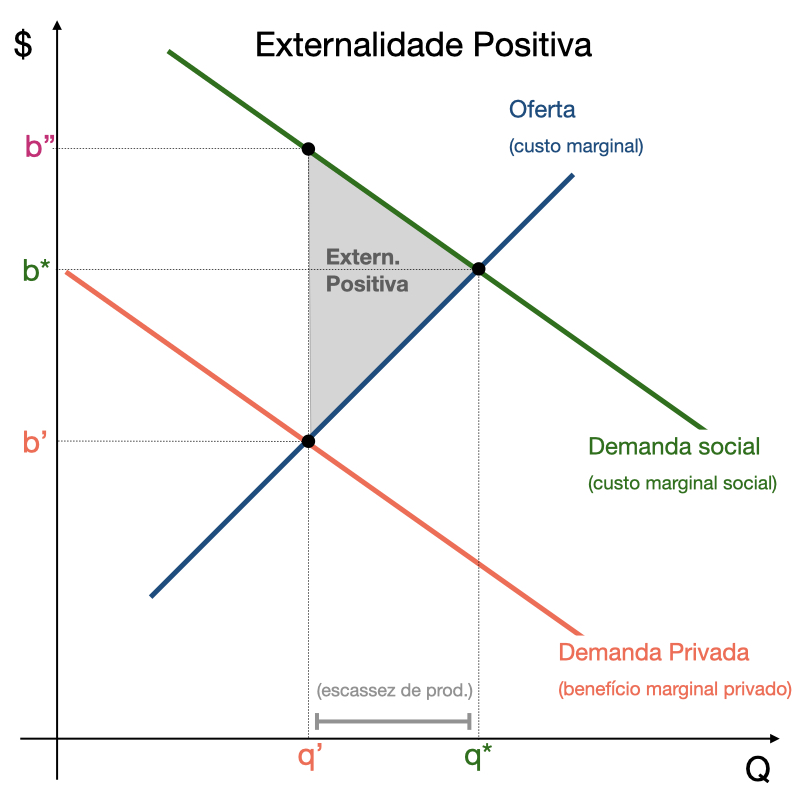 $
Externalidade Positiva
Oferta
(custo marginal)
b”
Extern.
Positiva
b*
b’
Demanda social
(custo marginal social)
Demanda Privada
(benefício marginal privado)
(escassez de prod.)
q’
q*
Q